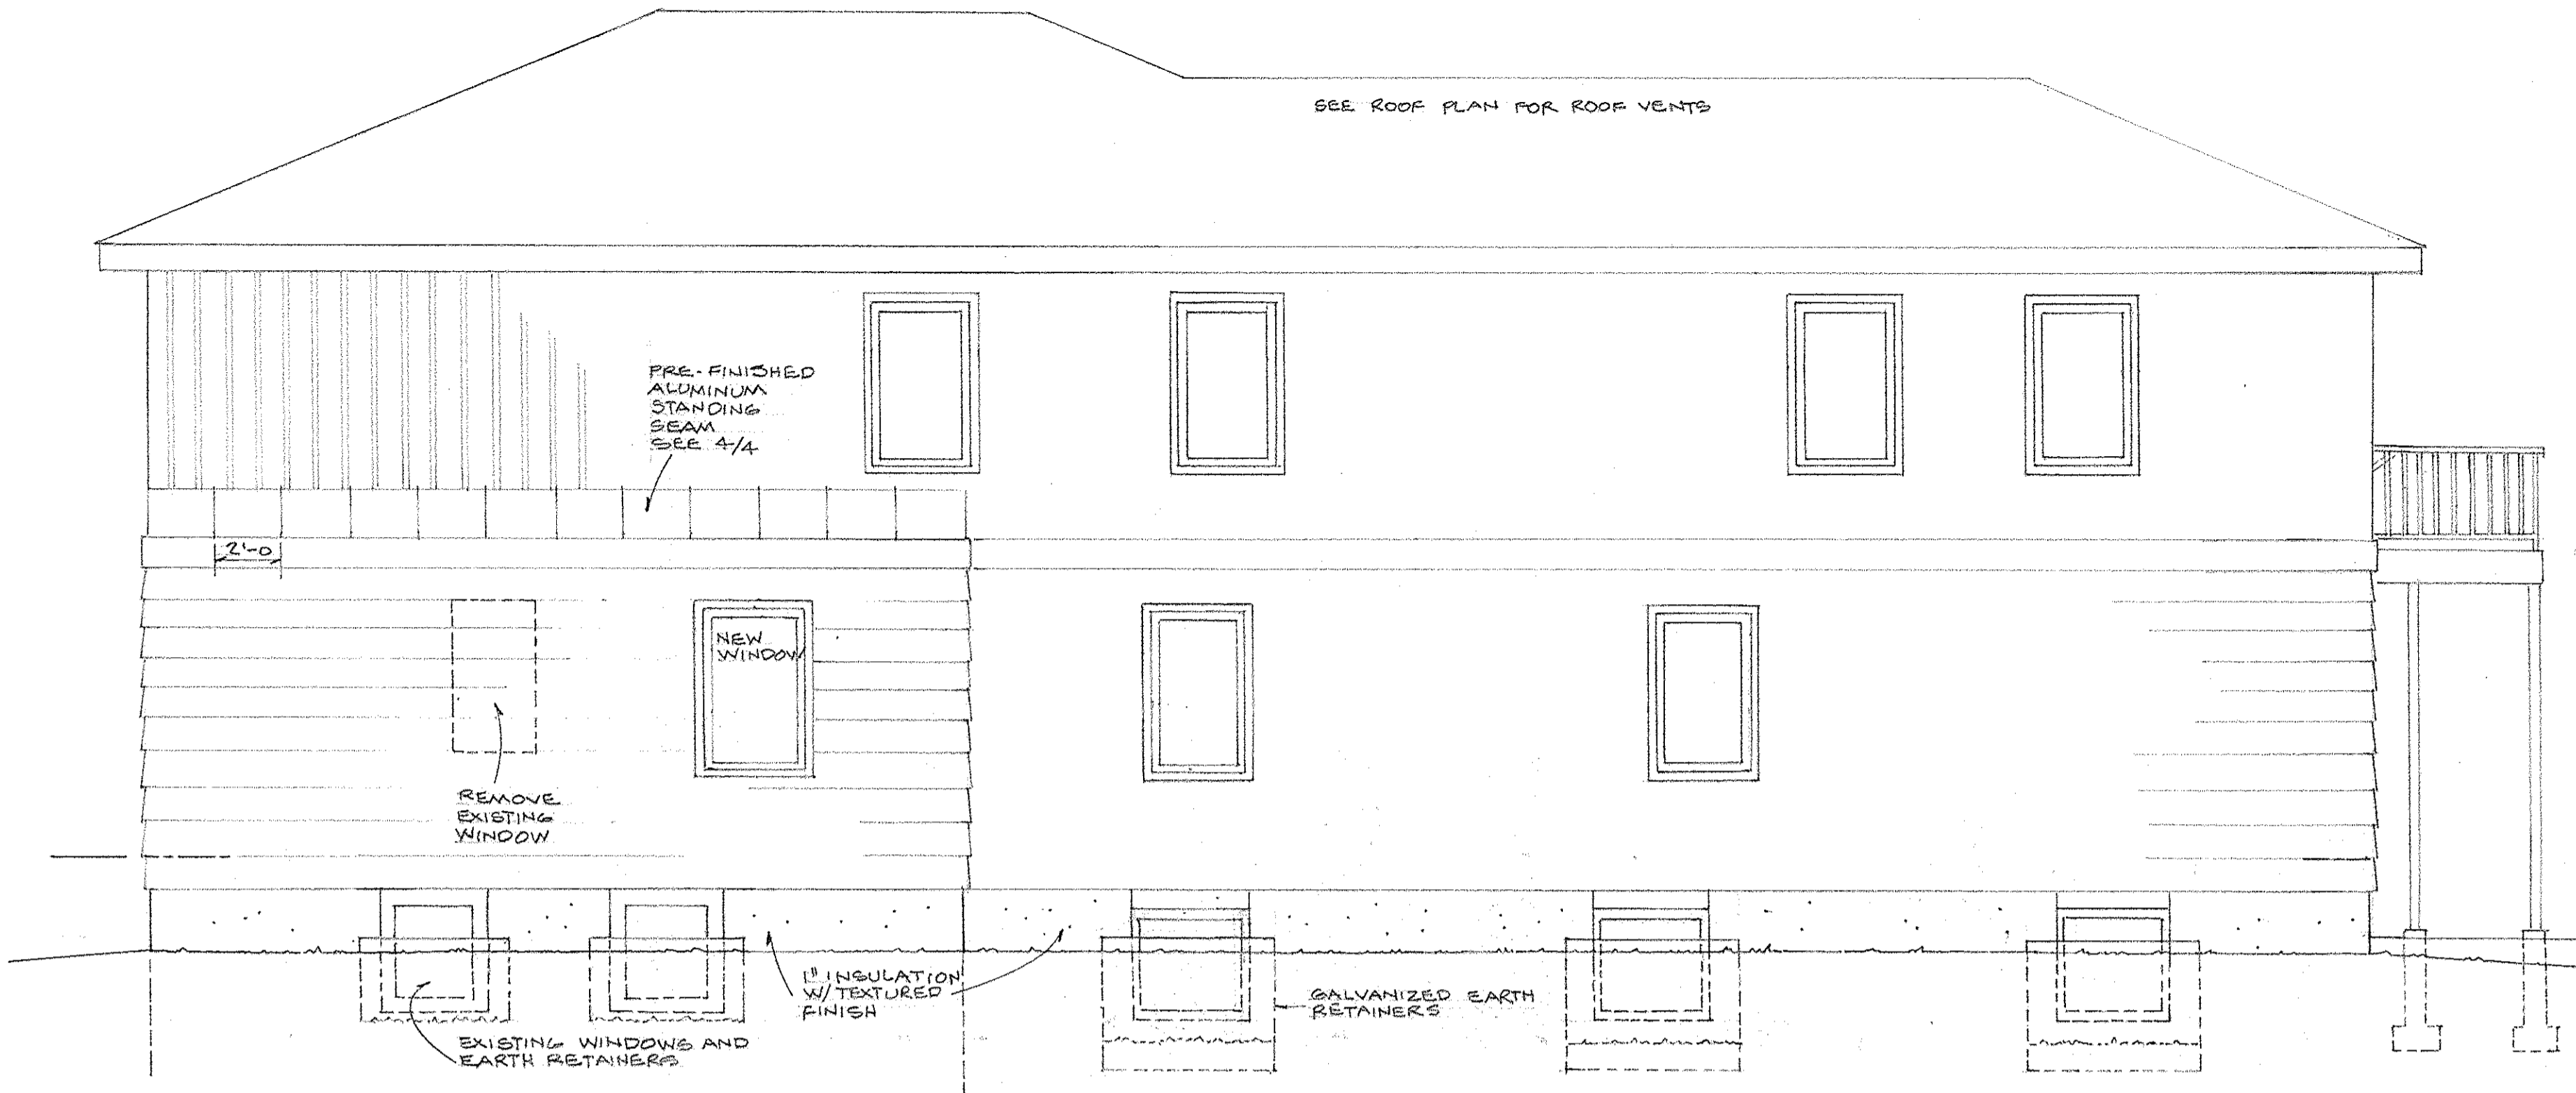 SEE ROOF PLAN FOR ROOF VENTS
PRE-FINISHED
ALUMINUM
STANDING
SEAM
SEE 4/4
2'-0
NEW
WINDOW
REMOVE
EXISTING
WINDOW
1" INSULATION
W/ TEXTURED
FINISH
GALVANIZED EARTH
RETAINERS
EXISTING WINDOWS AND
EARTH RETAINERS